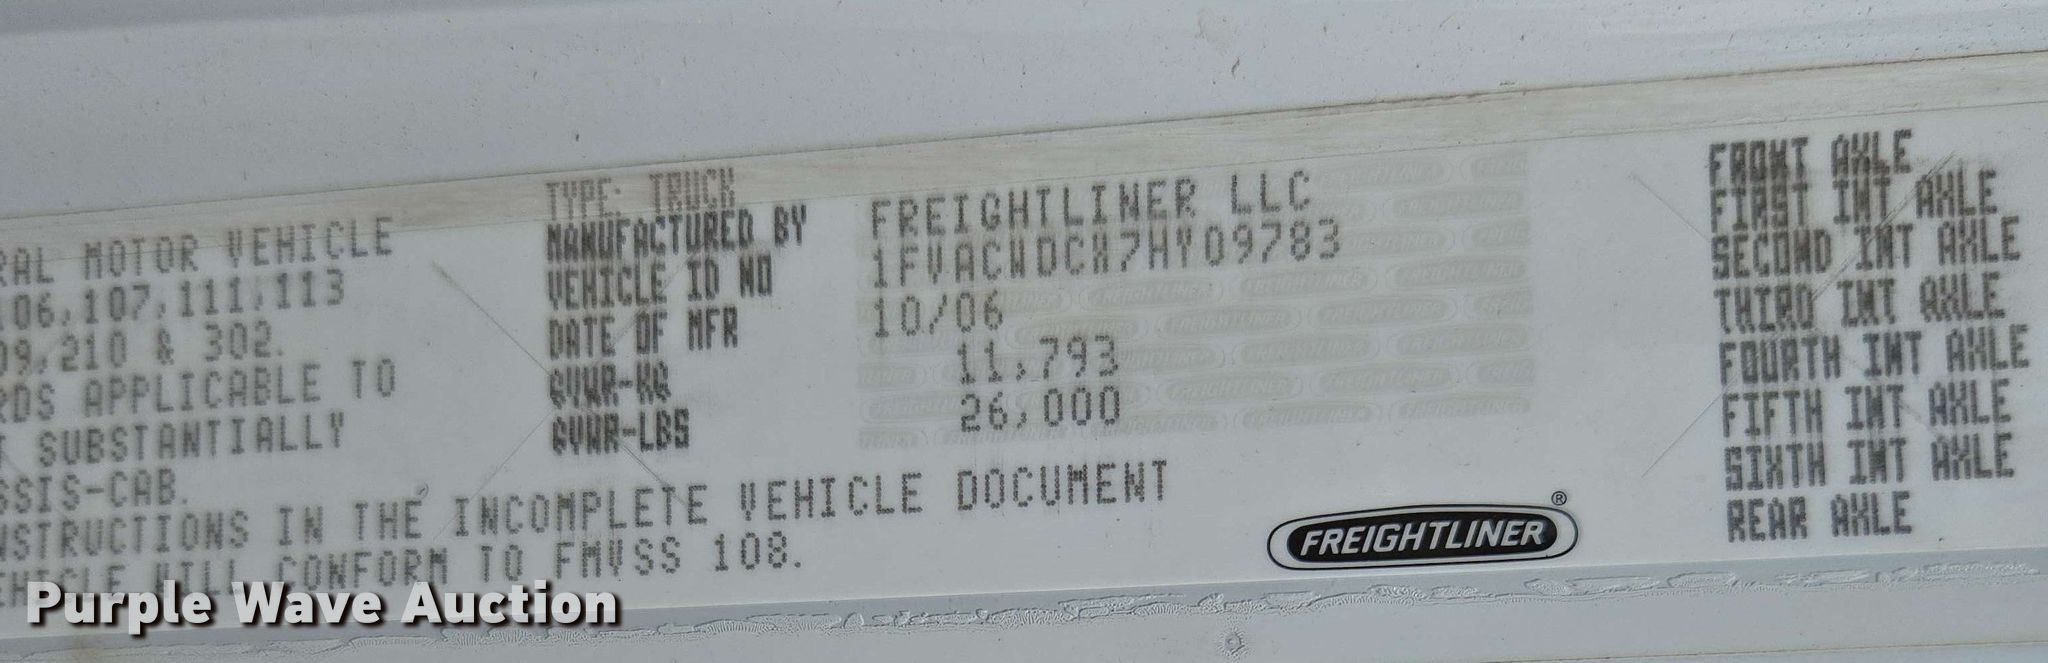 RAL MOTOR VEHICLE
106,107,111,113
09,210 & 302.
RDS APPLICABLE TO
T SUBSTANTIALLY
SSIS-CAB.
NSTRUCTIONS IN THE INCOMPLETE VEHICLE DOCUMENT
EHICLE WILL CONFORM TO FMVSS 108.
TYPE: TRUCK
MANUFACTURED BY FREIGHTLINER LLC
VEHICLE ID NO 1FVACWDCX7HY09783
DATE OF MFR 10/06
GVWR-KG 11,793
GVWR-LBS 26,000
FREIGHTLINER®
FRONT AXLE
FIRST INT AXLE
SECOND INT AXLE
THIRD INT AXLE
FOURTH INT AXLE
FIFTH INT AXLE
SIXTH INT AXLE
REAR AXLE
Purple Wave Auction